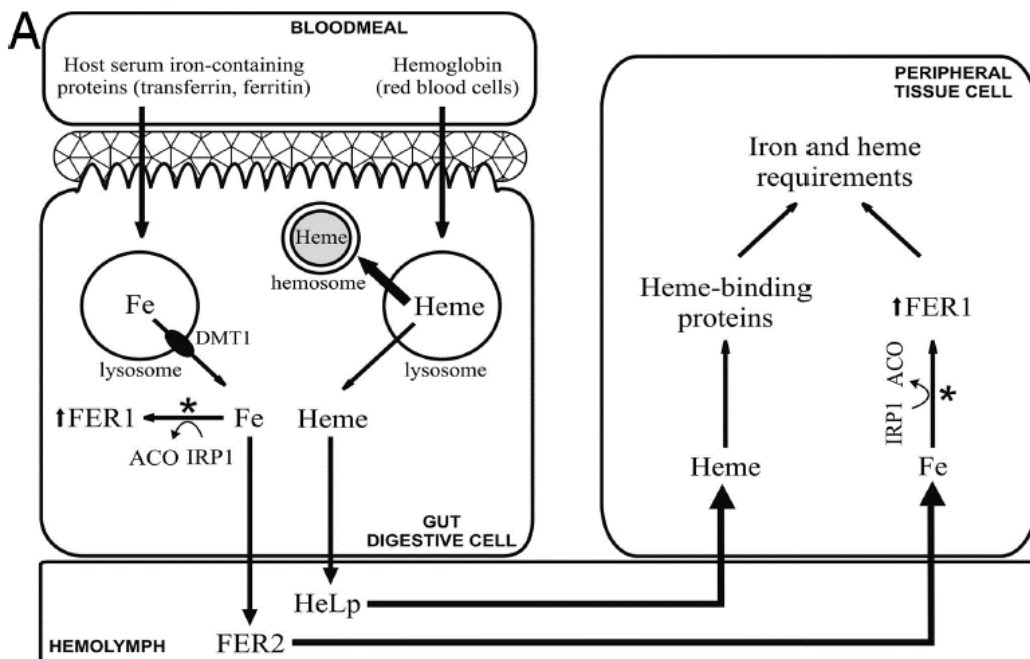 A
BLOODMEAL
Host serum iron-containing
proteins (transferrin, ferritin)
Hemoglobin
(red blood cells)
Heme
hemosome
Fe
DMT1
lysosome
Heme
lysosome
⬆FER1
*
Fe
ACO IRP1
Heme
GUT
DIGESTIVE CELL
PERIPHERAL
TISSUE CELL
Iron and heme
requirements
Heme-binding
proteins
⬆FER1
ACO
IRP1
*
Heme
Fe
HeLp
FER2
HEMOLYMPH